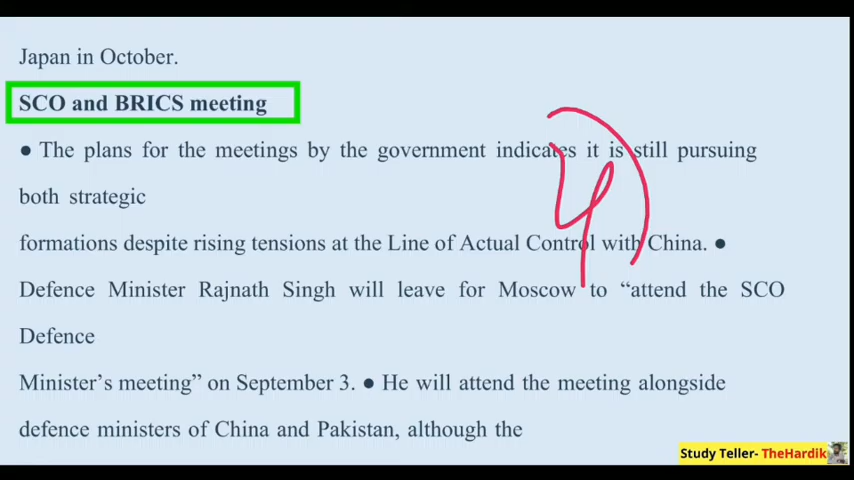 Japan in October.
SCO and BRICS meeting
● The plans for the meetings by the government indicates it is still pursuing
both strategic
formations despite rising tensions at the Line of Actual Control with China. ●
Defence Minister Rajnath Singh will leave for Moscow to “attend the SCO
Defence
Minister’s meeting” on September 3. ● He will attend the meeting alongside
defence ministers of China and Pakistan, although the
Study Teller- TheHardik